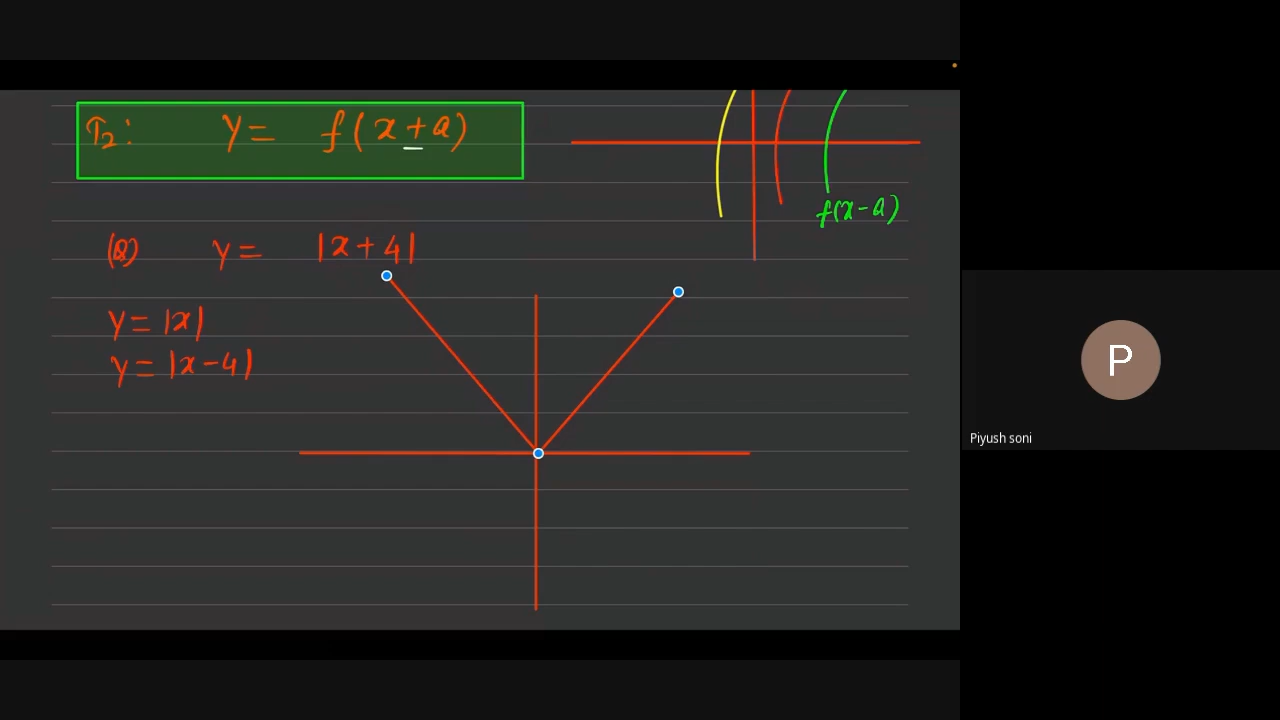 T₂: y = f(x+a)
f(x-a)
(Q) y = |x+4|
y = |x|
y = |x-4|
P
Piyush soni